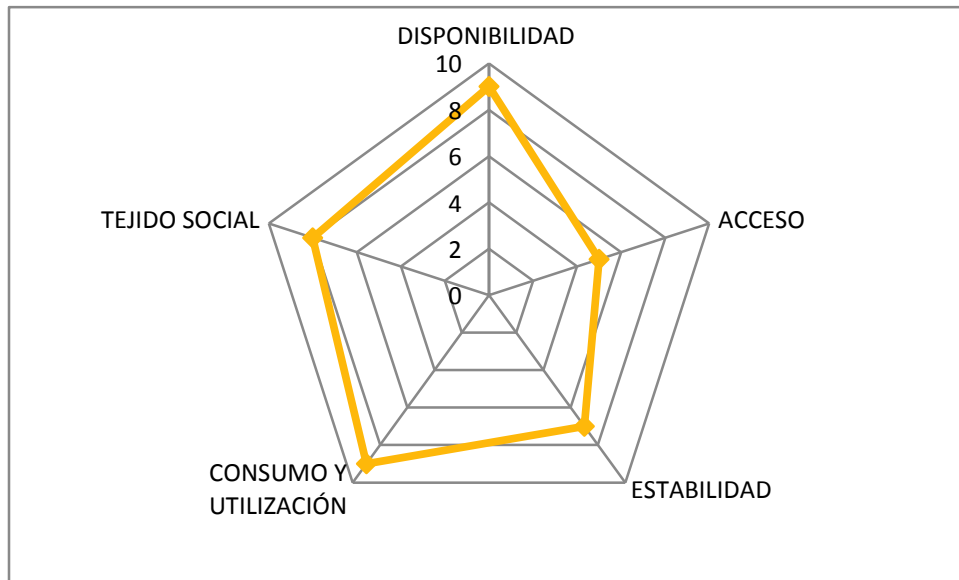 DISPONIBILIDAD
10
8
6
4
2
0
ACCESO
ESTABILIDAD
CONSUMO Y
UTILIZACIÓN
TEJIDO SOCIAL